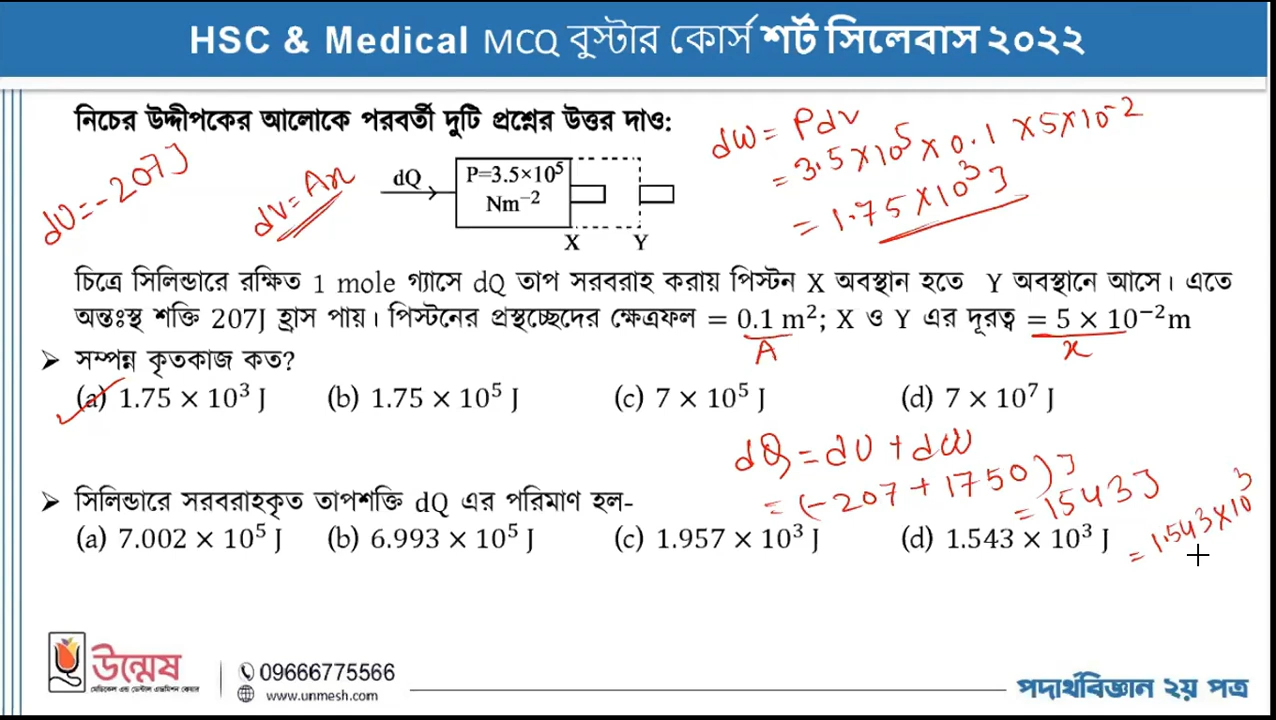 HSC & Medical MCQ বুস্টার কোর্স শর্ট সিলেবাস ২০২২
নিচের উদ্দীপকের আলোকে পরবর্তী দুটি প্রশ্নের উত্তর দাও:
dU = -207J
dV = Ax
dQ
P=3.5×10⁵
Nm⁻²
X
Y
dW = PdV
= 3.5×10⁵ × 0.1 × 5×10⁻²
= 1.75×10³ J
চিত্রে সিলিন্ডারে রক্ষিত 1 mole গ্যাসে dQ তাপ সরবরাহ করায় পিস্টন X অবস্থান হতে Y অবস্থানে আসে। এতে
অন্তঃস্থ শক্তি 207J হ্রাস পায়। পিস্টনের প্রস্থচ্ছেদের ক্ষেত্রফল = 0.1 m²; X ও Y এর দূরত্ব = 5 × 10⁻²m
A
x
➤ সম্পন্ন কৃতকাজ কত?
(a) 1.75 × 10³ J (b) 1.75 × 10⁵ J (c) 7 × 10⁵ J (d) 7 × 10⁷ J
dQ = dU + dW
= (-207 + 1750) J
= 1543 J
= 1.543×10³
➤ সিলিন্ডারে সরবরাহকৃত তাপশক্তি dQ এর পরিমাণ হল-
(a) 7.002 × 10⁵ J (b) 6.993 × 10⁵ J (c) 1.957 × 10³ J (d) 1.543 × 10³ J
উন্মেষ
মেডিকেল এন্ড ডেন্টাল এডমিশন কেয়ার
09666775566
www.unmesh.com
পদার্থবিজ্ঞান ২য় পত্র